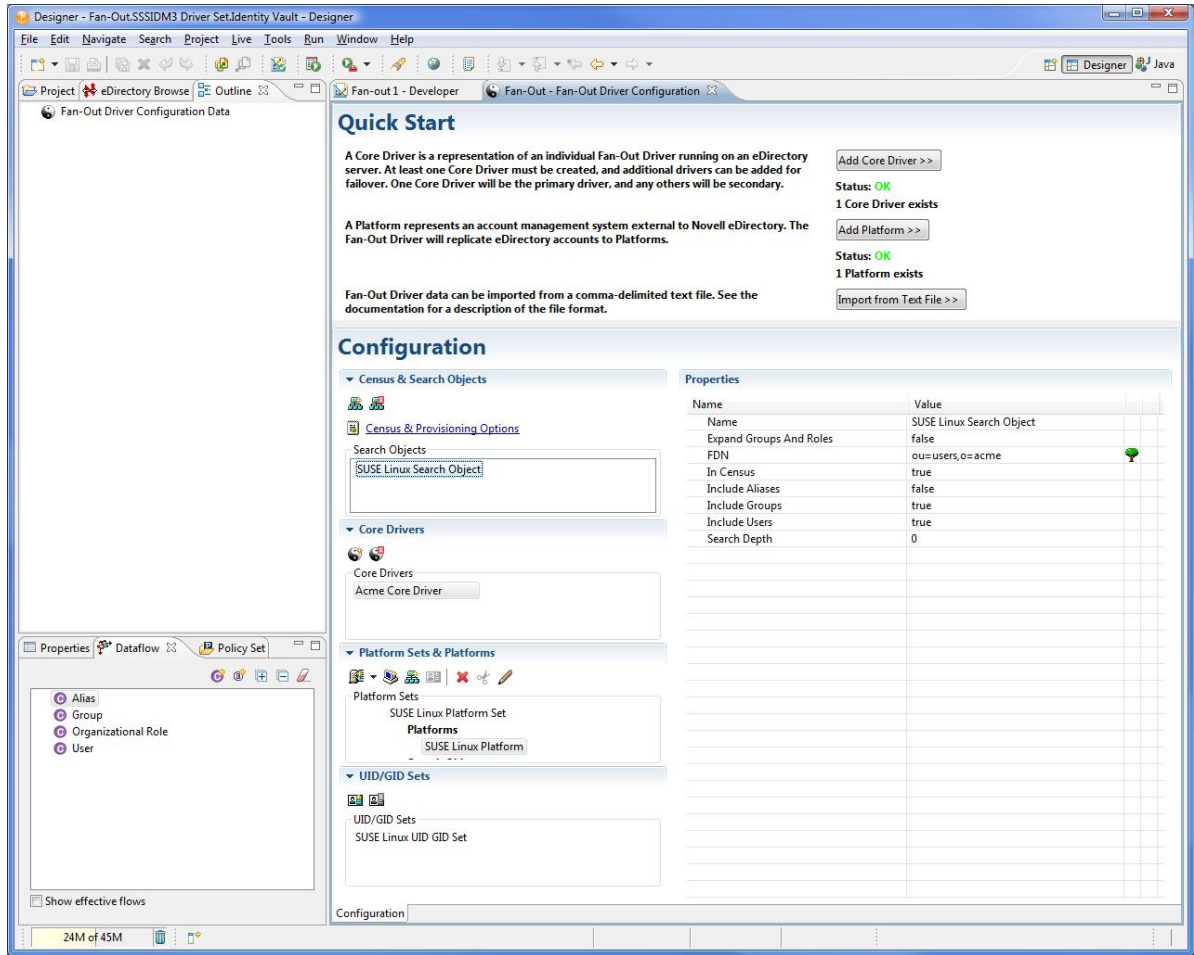 Designer - Fan-Out.SSSIDM3 Driver Set.Identity Vault - Designer
File Edit Navigate Search Project Live Tools Run Window Help
Designer Java
Project eDirectory Browse Outline
Fan-out1 - Developer Fan-Out - Fan-Out Driver Configuration
Fan-Out Driver Configuration Data
Quick Start
A Core Driver is a representation of an individual Fan-Out Driver running on an eDirectory
server. At least one Core Driver must be created, and additional drivers can be added for
failover. One Core Driver will be the primary driver, and any others will be secondary.
Add Core Driver >>
Status: OK
1 Core Driver exists
A Platform represents an account management system external to Novell eDirectory. The
Fan-Out Driver will replicate eDirectory accounts to Platforms.
Add Platform >>
Status: OK
1 Platform exists
Fan-Out Driver data can be imported from a comma-delimited text file. See the
documentation for a description of the file format.
Import from Text File >>
Configuration
Census & Search Objects
Census & Provisioning Options
Search Objects
SUSE Linux Search Object
Core Drivers
Core Drivers
Acme Core Driver
Platform Sets & Platforms
Platform Sets
SUSE Linux Platform Set
Platforms
SUSE Linux Platform
UID/GID Sets
UID/GID Sets
SUSE Linux UID GID Set
Properties
Name Value
Name SUSE Linux Search Object
Expand Groups And Roles false
FDN ou=users,o=acme
In Census true
Include Aliases false
Include Groups true
Include Users true
Search Depth 0
Properties Dataflow Policy Set
Alias
Group
Organizational Role
User
Show effective flows
Configuration
24M of 45M